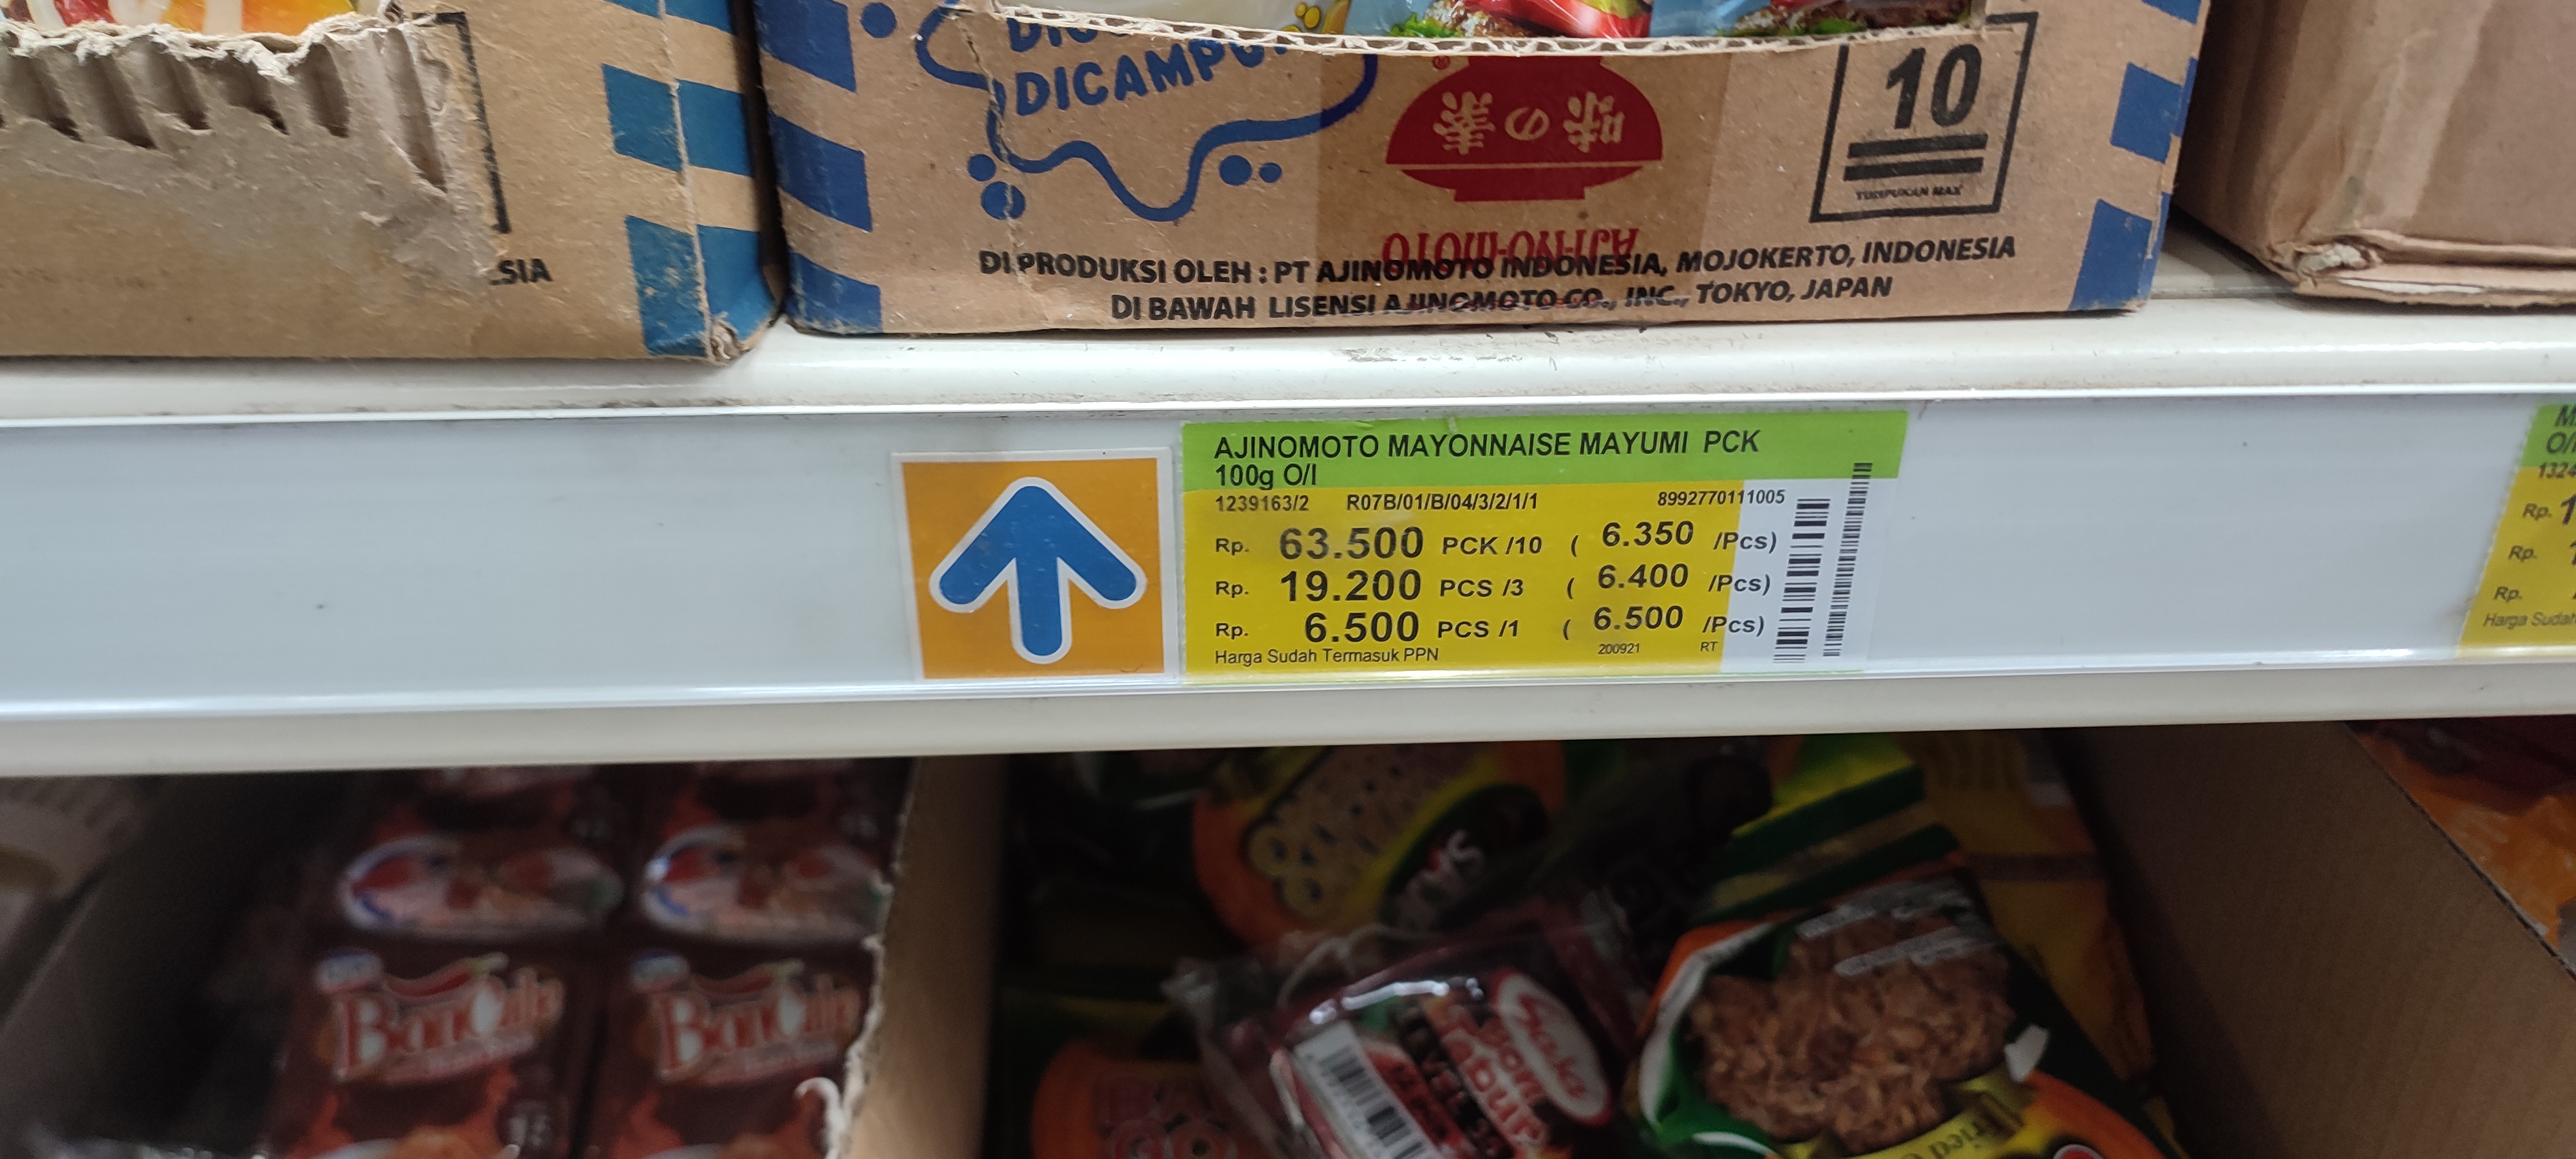 DICAMPU
®
味の素
AJI-NO-MOTO
10
TUMPUKAN MAX
SIA
DI PRODUKSI OLEH : PT AJINOMOTO INDONESIA, MOJOKERTO, INDONESIA
DI BAWAH LISENSI AJINOMOTO CO., INC., TOKYO, JAPAN
AJINOMOTO MAYONNAISE MAYUMI PCK
100g O/I
1239163/2 R07B/01/B/04/3/2/1/1 8992770111005
Rp. 63.500 PCK /10 ( 6.350 /Pcs)
Rp. 19.200 PCS /3 ( 6.400 /Pcs)
Rp. 6.500 PCS /1 ( 6.500 /Pcs)
Harga Sudah Termasuk PPN 200921 RT
1324
Rp. 1
Rp.
Rp.
Harga Sudah
BonCabe
BonCabe